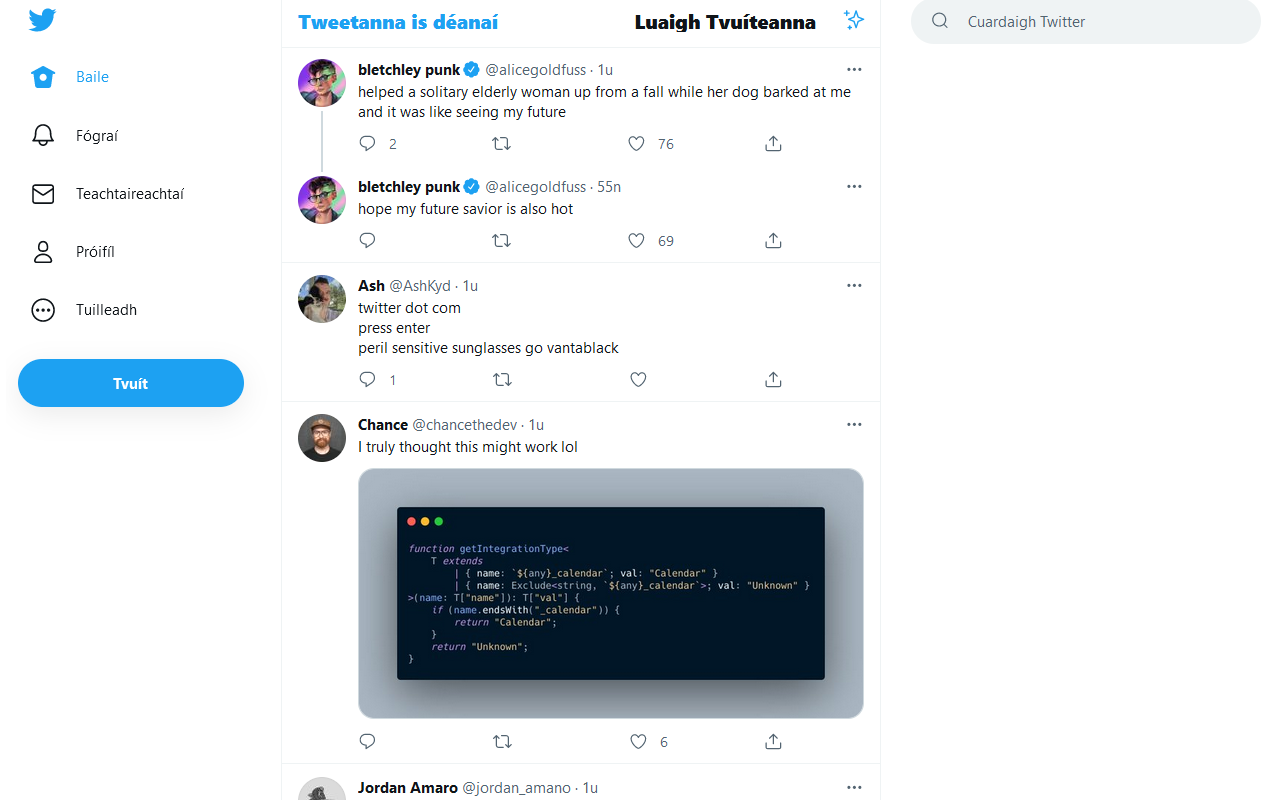 Tweetanna is déanaí
Luaigh Tvuíteanna
Cuardaigh Twitter
Baile
Fógraí
Teachtaireachtaí
Próifíl
Tuilleadh
Tvuít
bletchley punk @alicegoldfuss · 1u
helped a solitary elderly woman up from a fall while her dog barked at me
and it was like seeing my future
2
76
bletchley punk @alicegoldfuss · 55n
hope my future savior is also hot
69
Ash @AshKyd · 1u
twitter dot com
press enter
peril sensitive sunglasses go vantablack
1
Chance @chancethedev · 1u
I truly thought this might work lol
function getIntegrationType<
T extends
| { name: `${any}_calendar`; val: "Calendar" }
| { name: Exclude<string, `${any}_calendar`>; val: "Unknown" }
>(name: T["name"]): T["val"] {
if (name.endsWith("_calendar")) {
return "Calendar";
}
return "Unknown";
}
6
Jordan Amaro @jordan_amano · 1u